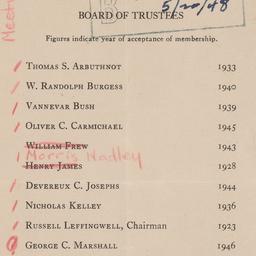 Meet
5/20/48
BOARD OF TRUSTEES
Figures indicate year of acceptance of membership.
THOMAS S. ARBUTHNOT 1933
W. RANDOLPH BURGESS 1940
VANNEVAR BUSH 1939
OLIVER C. CARMICHAEL 1945
WILLIAM FREW 1943
Morris Hadley
HENRY JAMES 1928
DEVEREUX C. JOSEPHS 1944
NICHOLAS KELLEY 1936
RUSSELL LEFFINGWELL, Chairman 1923
GEORGE C. MARSHALL 1946